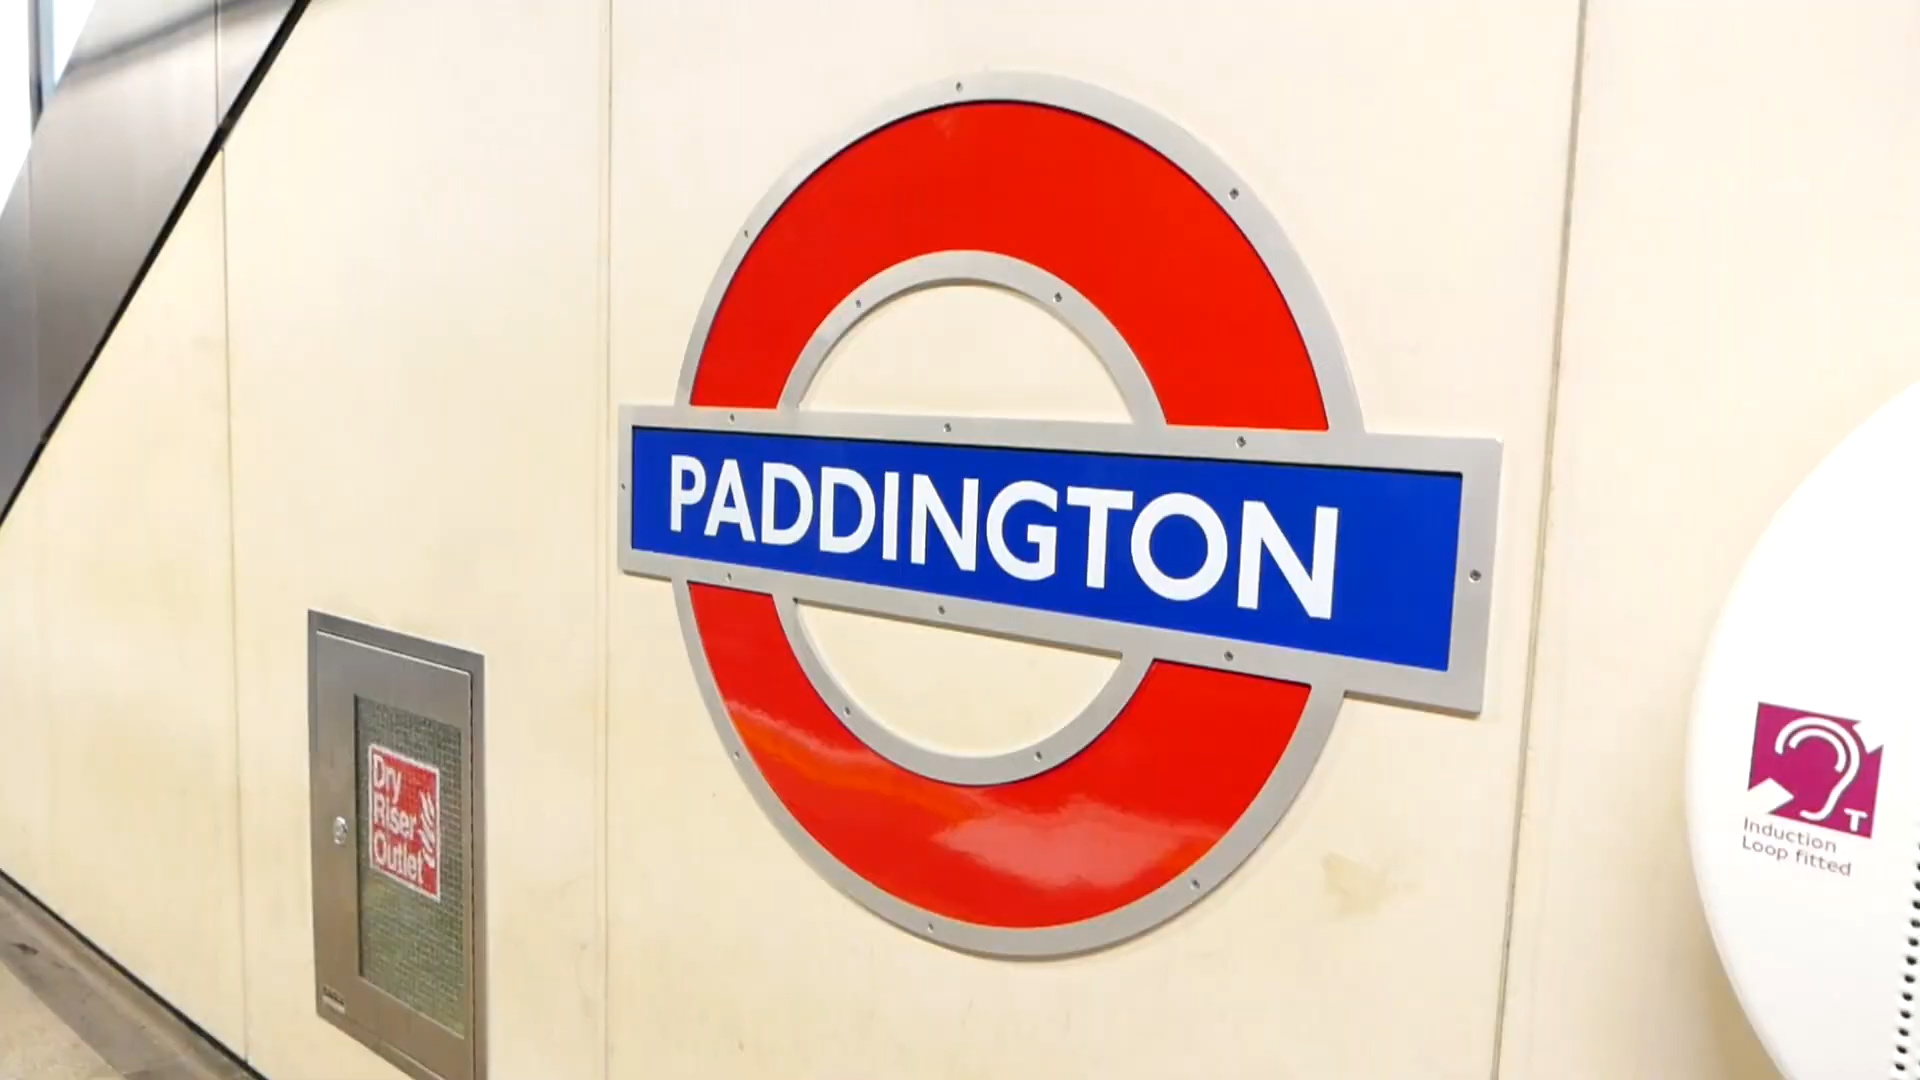 PADDINGTON
Dry
Riser
Outlet
T
Induction
Loop fitted